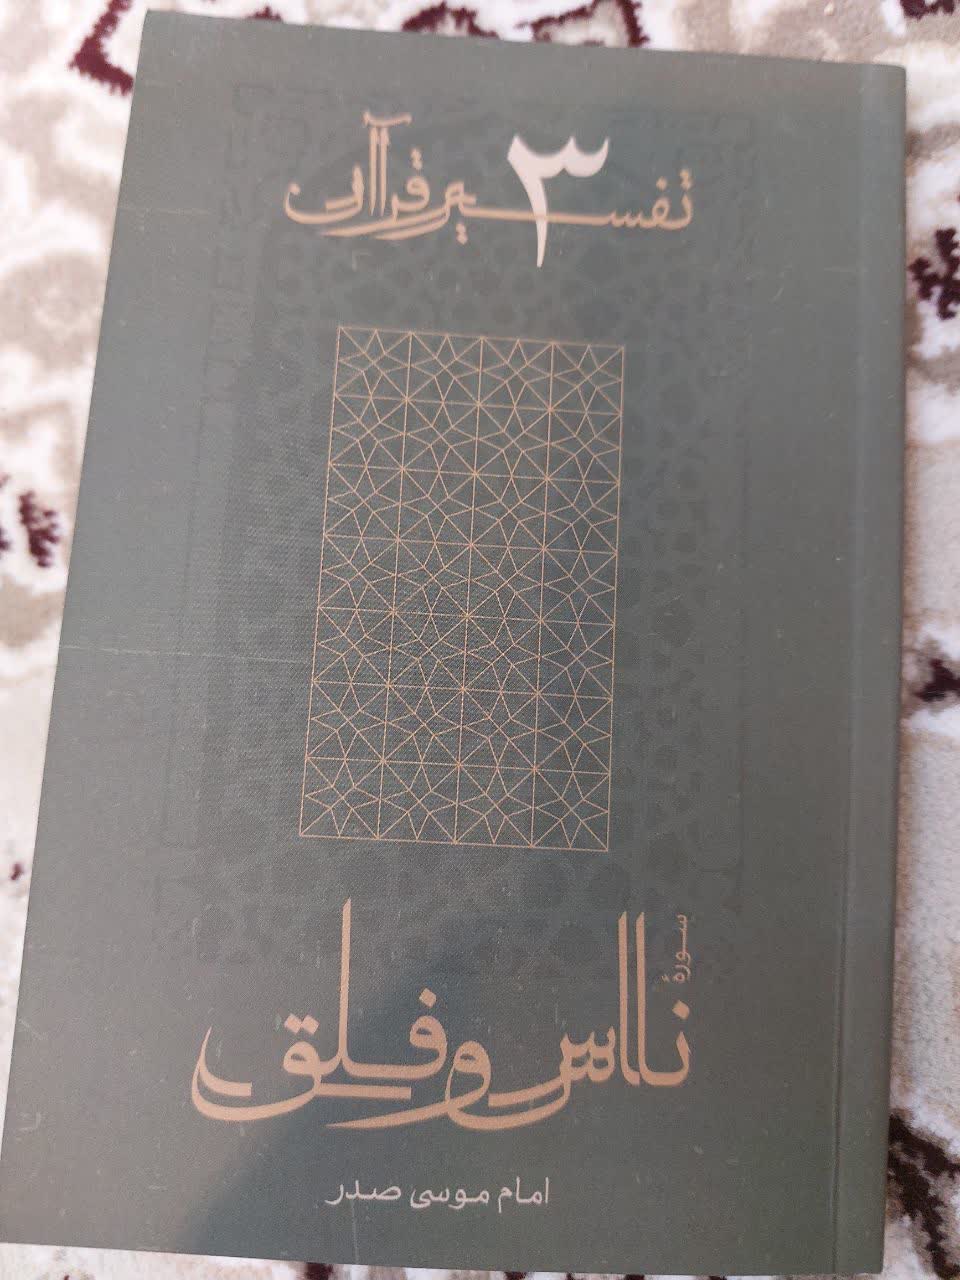 تفسیر قرآن ۳
سورهٔ
ناس و فلق
امام موسی صدر